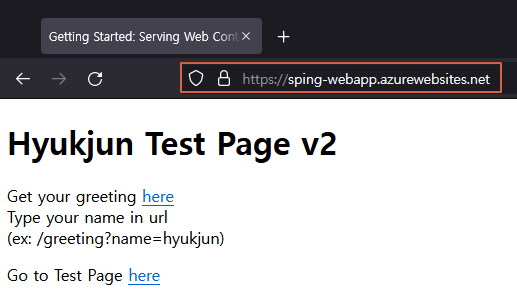 Getting Started: Serving Web Cont
https://sping-webapp.azurewebsites.net
Hyukjun Test Page v2
Get your greeting here
Type your name in url
(ex: /greeting?name=hyukjun)
Go to Test Page here